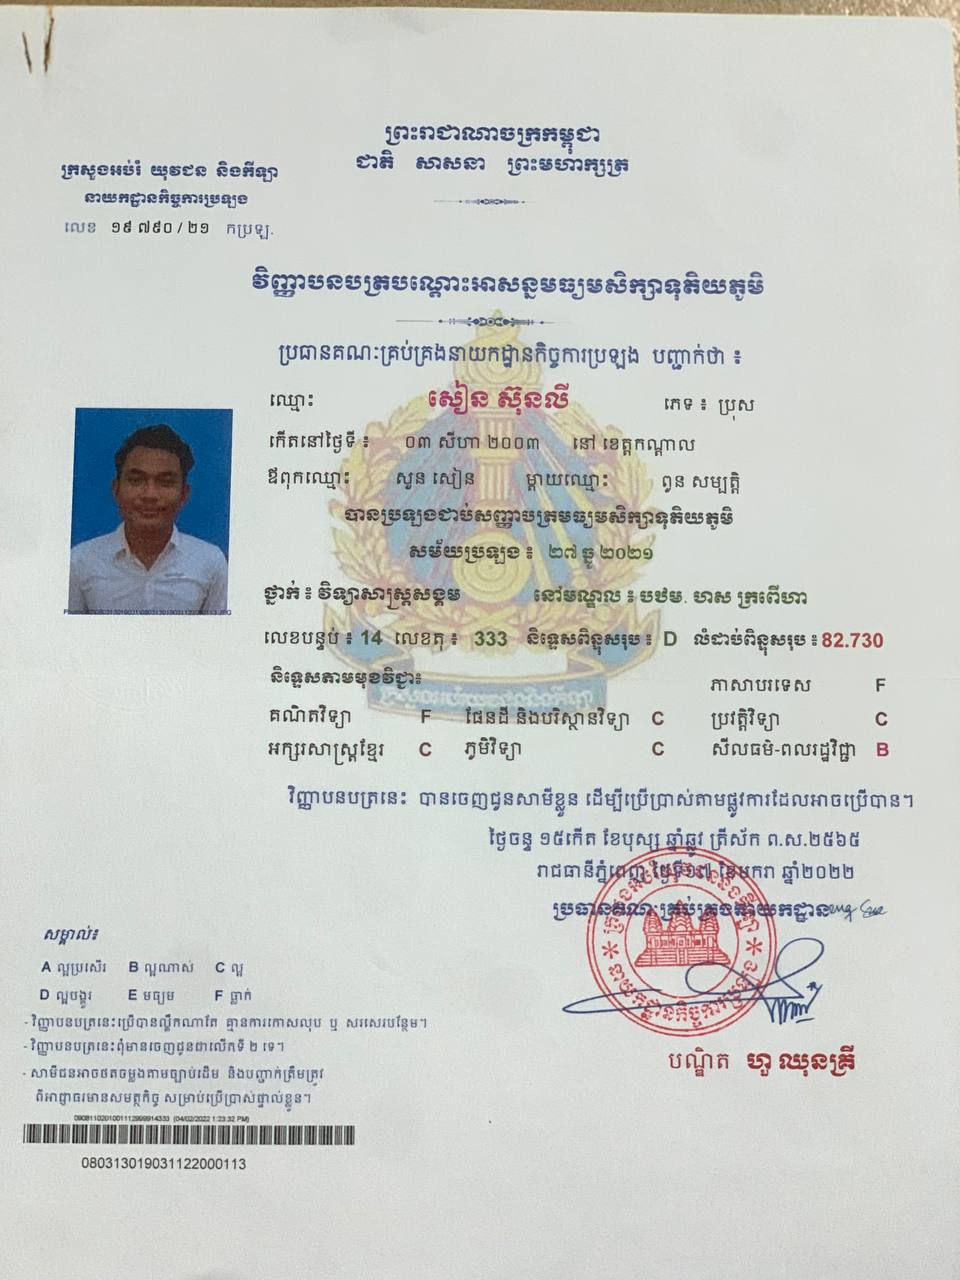 ព្រះរាជាណាចក្រកម្ពុជា
ជាតិ សាសនា ព្រះមហាក្សត្រ
ក្រសួងអប់រំ យុវជន និងកីឡា
នាយកដ្ឋានកិច្ចការប្រឡង
លេខ ១៩ ៧៩០ / ២១ កប្រឡ.
វិញ្ញាបនបត្របណ្ដោះអាសន្នមធ្យមសិក្សាទុតិយភូមិ
ប្រធានគណៈគ្រប់គ្រងនាយកដ្ឋានកិច្ចការប្រឡង បញ្ជាក់ថា ៖
ឈ្មោះ សៀន ស៊ុនលី ភេទ ៖ ប្រុស
កើតនៅថ្ងៃទី ៖ ០៣ សីហា ២០០៣ នៅ ខេត្តកណ្តាល
ឪពុកឈ្មោះ សួន សៀន ម្តាយឈ្មោះ ពួន សម្បត្តិ
បានប្រឡងជាប់សញ្ញាបត្រមធ្យមសិក្សាទុតិយភូមិ
សម័យប្រឡង ៖ ២៧ ធ្នូ ២០២១
ថ្នាក់ ៖ វិទ្យាសាស្ត្រសង្គម នៅមណ្ឌល ៖ បឋម. ហស ក្រពើហា
លេខបន្ទប់ ៖ 14 លេខតុ ៖ 333 និទ្ទេសពិន្ទុសរុប ៖ D លំដាប់ពិន្ទុសរុប ៖ 82.730
និទ្ទេសតាមមុខវិជ្ជា៖ ភាសាបរទេស F
គណិតវិទ្យា F ផែនដី និងបរិស្ថានវិទ្យា C ប្រវត្តិវិទ្យា C
អក្សរសាស្ត្រខ្មែរ C ភូមិវិទ្យា C សីលធម៌-ពលរដ្ឋវិជ្ជា B
វិញ្ញាបនបត្រនេះ បានចេញជូនសាមីខ្លួន ដើម្បីប្រើប្រាស់តាមផ្លូវការដែលអាចប្រើបាន។
ថ្ងៃចន្ទ ១៥កើត ខែបុស្ស ឆ្នាំឆ្លូវ ត្រីស័ក ព.ស.២៥៦៥
រាជធានីភ្នំពេញ ថ្ងៃទី១៧ ខែមករា ឆ្នាំ២០២២
ប្រធានគណៈគ្រប់គ្រងនាយកដ្ឋាន
បណ្ឌិត ហួ ឈុនគ្រី
សម្គាល់៖
A ល្អប្រសើរ B ល្អណាស់ C ល្អ
D ល្អបង្គួរ E មធ្យម F ធ្លាក់
- វិញ្ញាបនបត្រនេះប្រើបានល្គឹកណាតែ គ្មានការកោសលុប ឬ សរសេរបន្ថែម។
- វិញ្ញាបនបត្រនេះពុំមានចេញជូនជាលើកទី ២ ទេ។
- សាមីជនអាចថតចម្លងតាមច្បាប់ដើម និងបញ្ជាក់ត្រឹមត្រូវ
ពីអាជ្ញាធរមានសមត្ថកិច្ច សម្រាប់ប្រើប្រាស់ផ្ទាល់ខ្លួន។
(04/02/2022 1:23:32 PM)
080313019031122000113